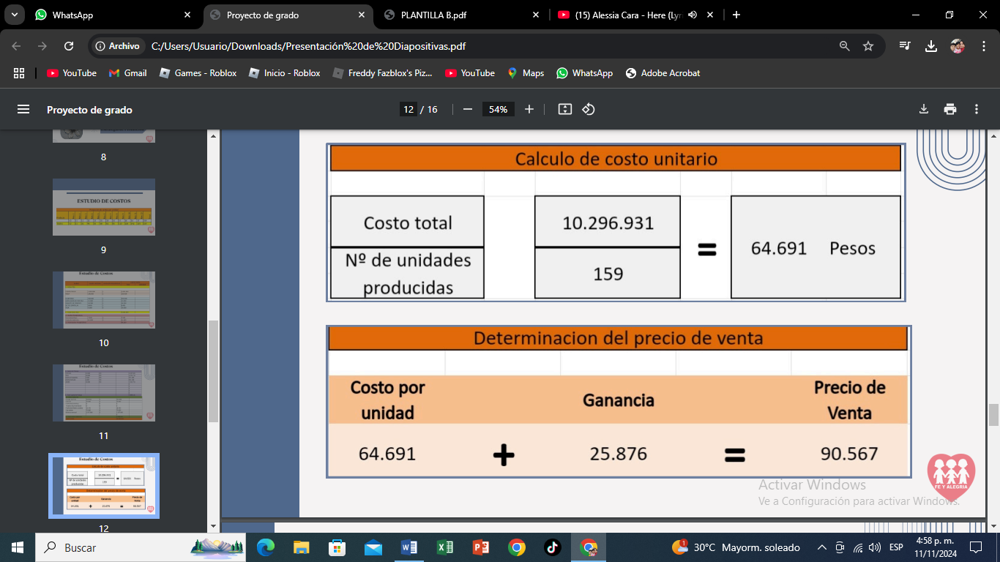 WhatsApp
Proyecto de grado
PLANTILLA B.pdf
(15) Alessia Cara - Here (Lyri
Archivo
C:/Users/Usuario/Downloads/Presentación%20de%20Diapositivas.pdf
YouTube
Gmail
Games - Roblox
Inicio - Roblox
Freddy Fazblox's Piz...
YouTube
Maps
WhatsApp
Adobe Acrobat
Proyecto de grado
12 / 16
54%
8
ESTUDIO DE COSTOS
9
Estudio de Costos
10
Estudio de Costos
11
Estudio de Costos
12
Calculo de costo unitario
Costo total
10.296.931
Nº de unidades
producidas
159
=
64.691 Pesos
Determinacion del precio de venta
Costo por
unidad
Ganancia
Precio de
Venta
64.691 + 25.876 = 90.567
FE Y ALEGRIA
Activar Windows
Ve a Configuración para activar Windows.
Buscar
30°C Mayorm. soleado
ESP
4:58 p. m.
11/11/2024